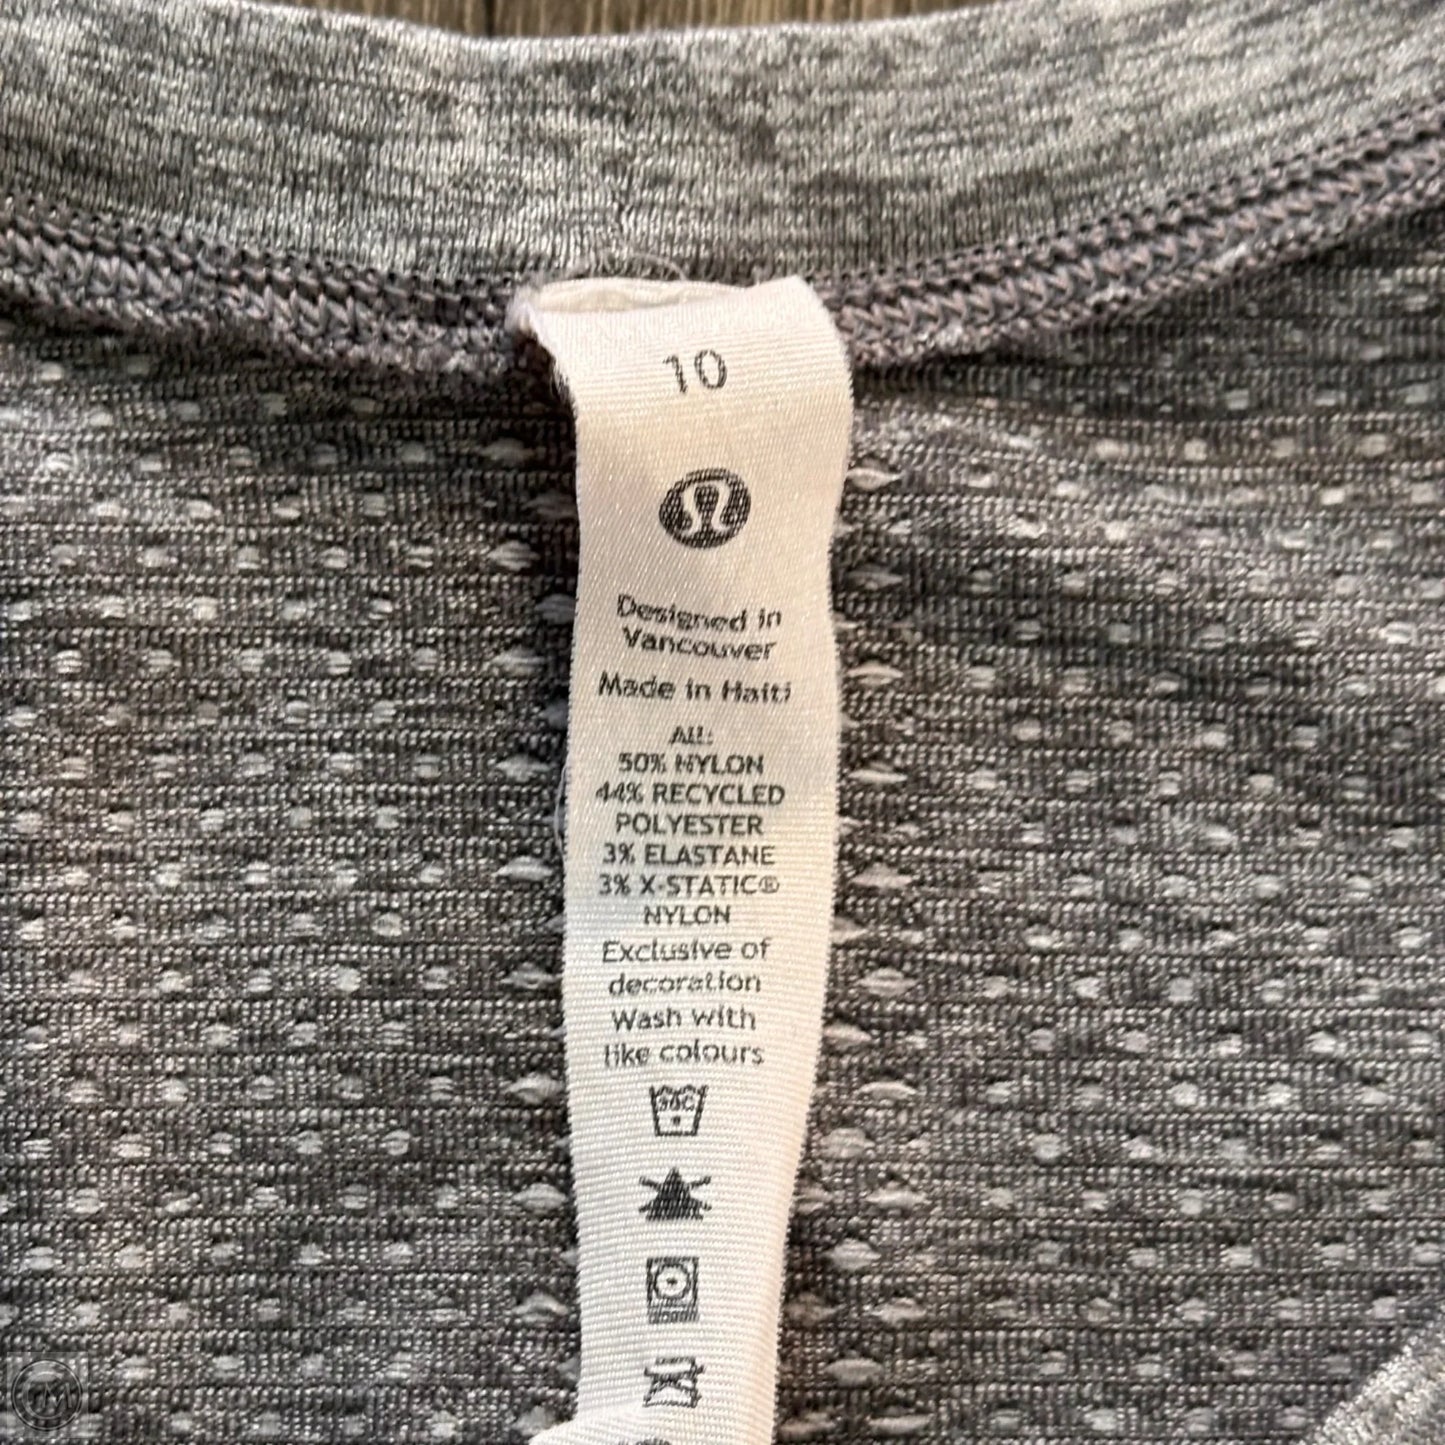 10
Designed in
Vancouver
Made in Haiti
ALL:
50% NYLON
44% RECYCLED
POLYESTER
3% ELASTANE
3% X-STATIC®
NYLON
Exclusive of
decoration
Wash with
like colours
30C